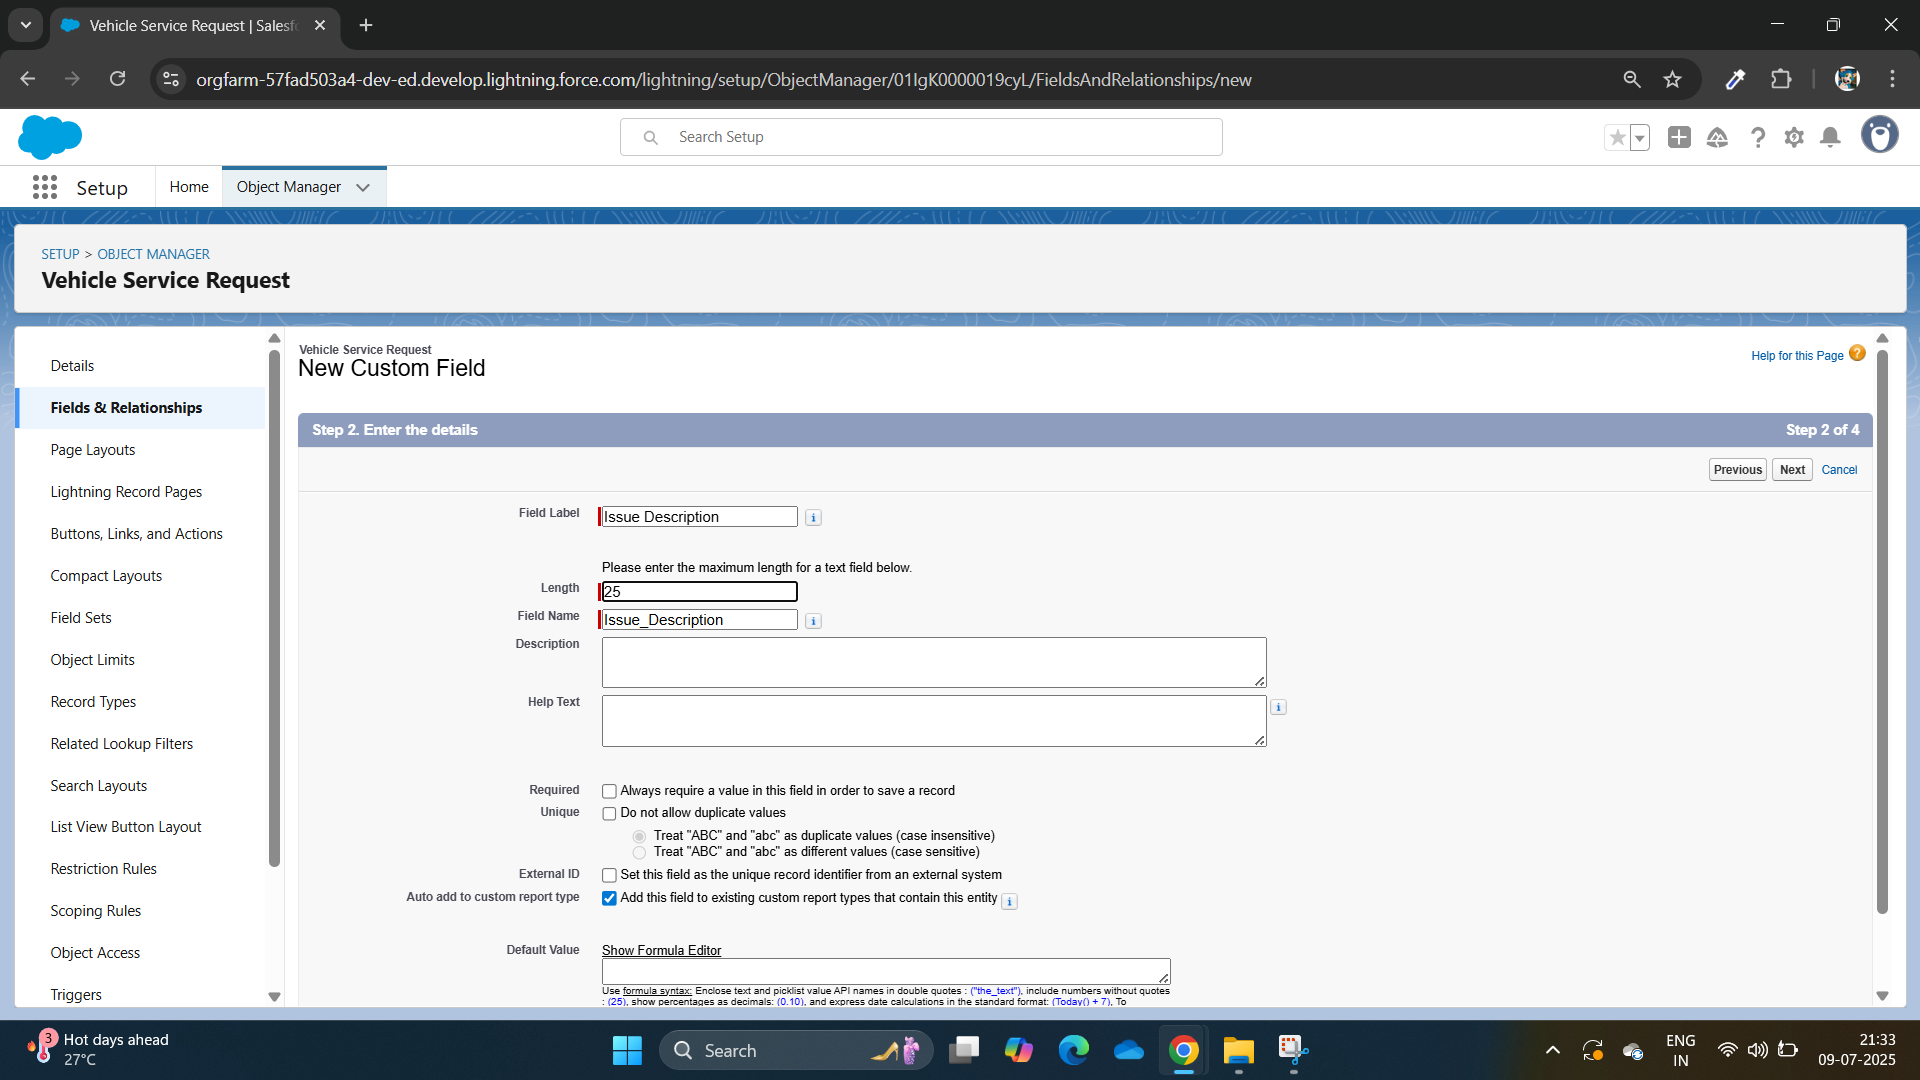 Vehicle Service Request | Salesf
orgfarm-57fad503a4-dev-ed.develop.lightning.force.com/lightning/setup/ObjectManager/01IgK0000019cyL/FieldsAndRelationships/new
Search Setup
Setup
Home
Object Manager
SETUP > OBJECT MANAGER
Vehicle Service Request
Details
Fields & Relationships
Page Layouts
Lightning Record Pages
Buttons, Links, and Actions
Compact Layouts
Field Sets
Object Limits
Record Types
Related Lookup Filters
Search Layouts
List View Button Layout
Restriction Rules
Scoping Rules
Object Access
Triggers
Vehicle Service Request
New Custom Field
Help for this Page
Step 2. Enter the details
Step 2 of 4
Previous
Next
Cancel
Field Label
Issue Description
Please enter the maximum length for a text field below.
Length
25
Field Name
Issue_Description
Description
Help Text
Required
Always require a value in this field in order to save a record
Unique
Do not allow duplicate values
Treat "ABC" and "abc" as duplicate values (case insensitive)
Treat "ABC" and "abc" as different values (case sensitive)
External ID
Set this field as the unique record identifier from an external system
Auto add to custom report type
Add this field to existing custom report types that contain this entity
Default Value
Show Formula Editor
Use formula syntax: Enclose text and picklist value API names in double quotes : ("the_text"), include numbers without quotes
: (25), show percentages as decimals: (0.10), and express date calculations in the standard format: (Today() + 7), To
3
Hot days ahead
27°C
Search
ENG
IN
21:33
09-07-2025